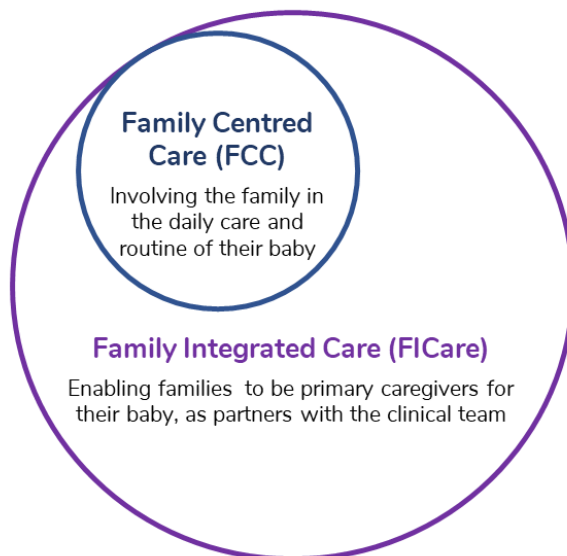 Family Centred
Care (FCC)
Involving the family in
the daily care and
routine of their baby
Family Integrated Care (FICare)
Enabling families to be primary caregivers for
their baby, as partners with the clinical team